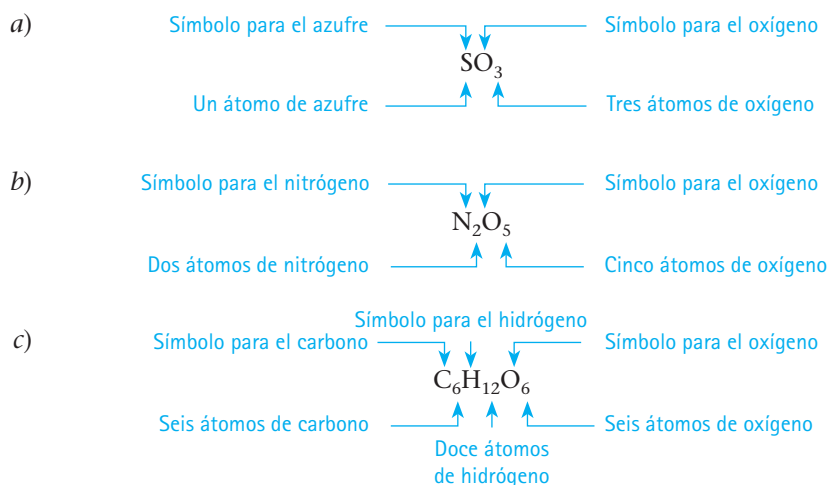 a) Símbolo para el azufre Símbolo para el oxígeno
SO₃
Un átomo de azufre Tres átomos de oxígeno
b) Símbolo para el nitrógeno Símbolo para el oxígeno
N₂O₅
Dos átomos de nitrógeno Cinco átomos de oxígeno
Símbolo para el hidrógeno
c) Símbolo para el carbono Símbolo para el oxígeno
C₆H₁₂O₆
Seis átomos de carbono Seis átomos de oxígeno
Doce átomos
de hidrógeno